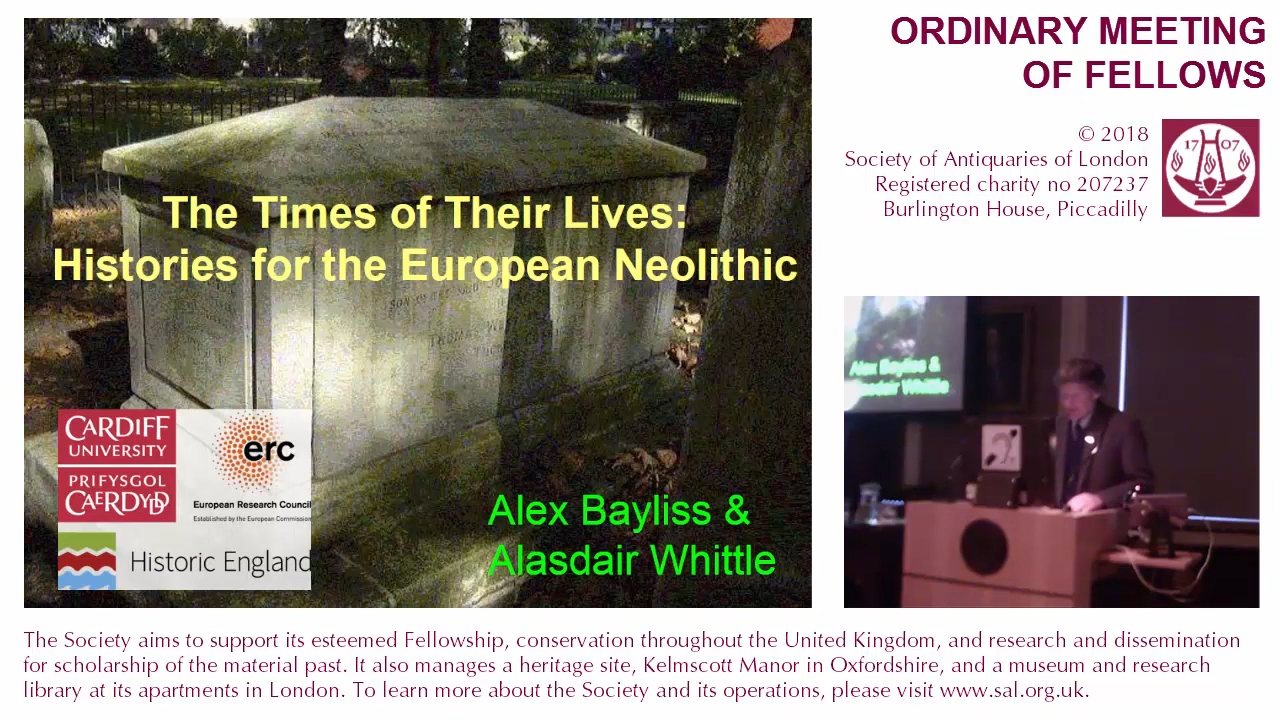 ORDINARY MEETING
OF FELLOWS
© 2018
Society of Antiquaries of London
Registered charity no 207237
Burlington House, Piccadilly
17 07
The Times of Their Lives:
Histories for the European Neolithic
SON OF
THOMAS
CARDIFF
UNIVERSITY
PRIFYSGOL
CAERDYDD
erc
European Research Council
Established by the European Commission
Historic England
Alex Bayliss &
Alasdair Whittle
Alex Bayliss &
Alasdair Whittle
The Society aims to support its esteemed Fellowship, conservation throughout the United Kingdom, and research and dissemination
for scholarship of the material past. It also manages a heritage site, Kelmscott Manor in Oxfordshire, and a museum and research
library at its apartments in London. To learn more about the Society and its operations, please visit www.sal.org.uk.